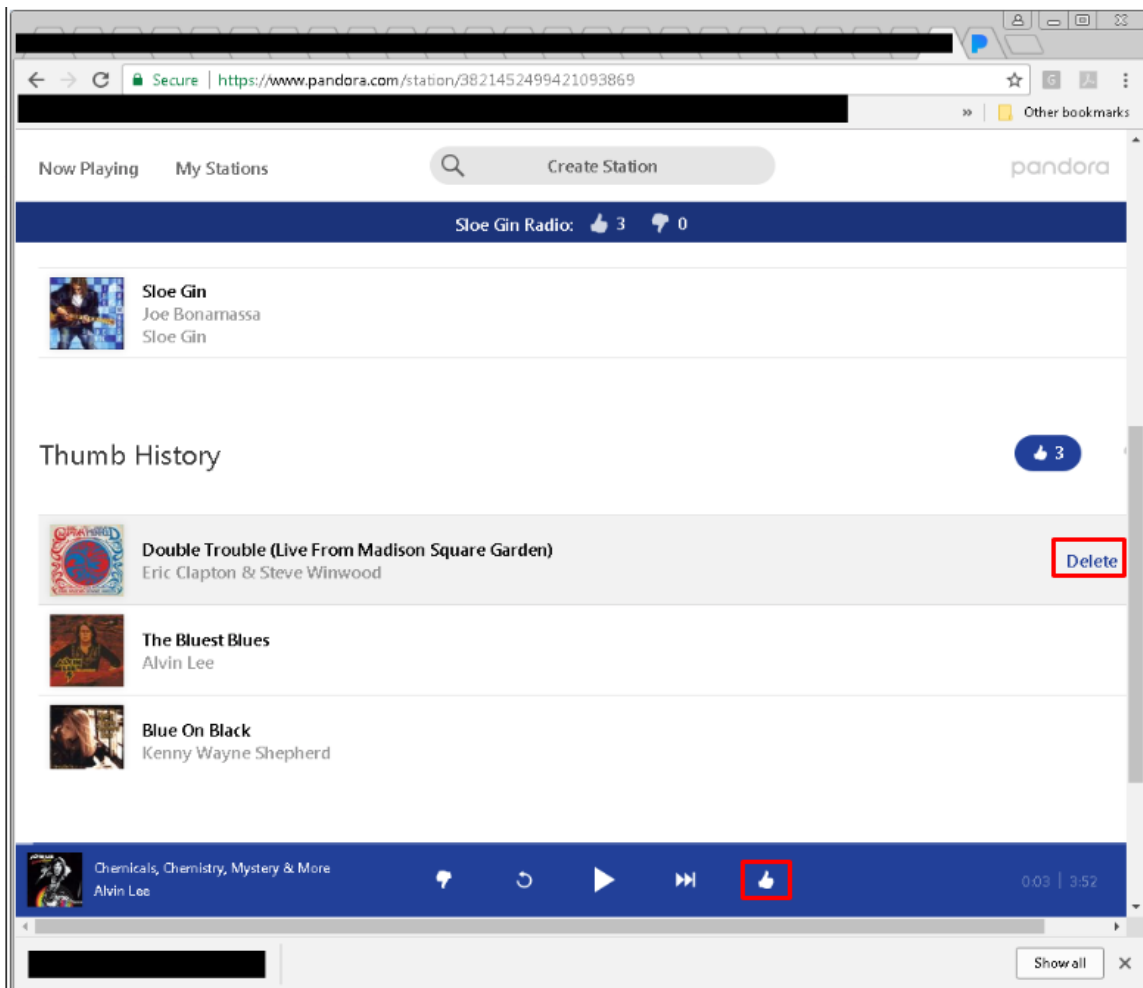 Secure | https://www.pandora.com/station/3821452499421093869
Other bookmarks
Now Playing My Stations Create Station pandora
Sloe Gin Radio: 3 0
Sloe Gin
Joe Bonamassa
Sloe Gin
Thumb History 3
Double Trouble (Live From Madison Square Garden)
Eric Clapton & Steve Winwood
Delete
The Bluest Blues
Alvin Lee
Blue On Black
Kenny Wayne Shepherd
Chemicals, Chemistry, Mystery & More
Alvin Lee
0:03 | 3:52
Show all